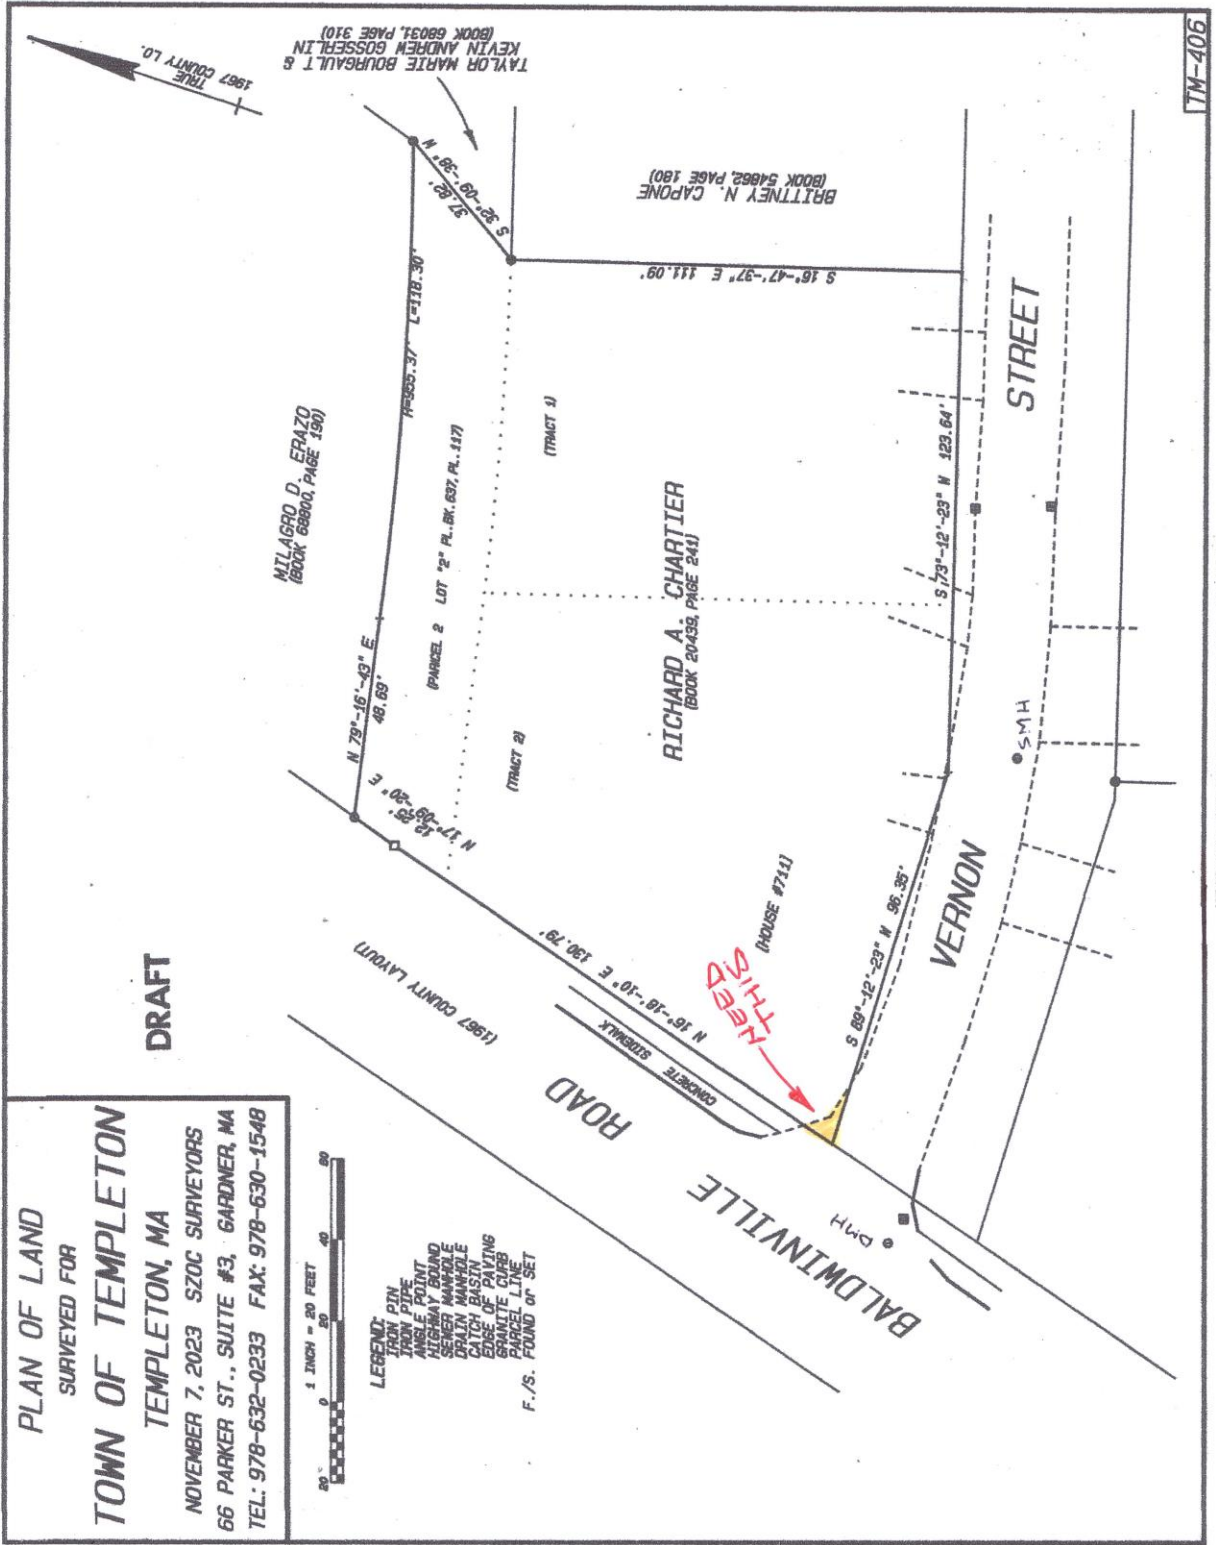 PLAN OF LAND
SURVEYED FOR
TOWN OF TEMPLETON
TEMPLETON, MA
NOVEMBER 7, 2023 SZOC SURVEYORS
66 PARKER ST., SUITE #3, GARDNER, MA
TEL: 978-632-0233 FAX: 978-630-1548
DRAFT
1 INCH = 20 FEET
20 0 20 40 60
LEGEND:
IRON PIN
IRON PIPE
ANGLE POINT
HIGHWAY BOUND
SEWER MANHOLE
DRAIN MANHOLE
CATCH BASIN
EDGE OF PAVING
GRANITE CURB
PARCEL LINE
F./S. FOUND or SET
1967 COUNTY LO.
TRUE
TAYLOR MARIE BOURGAULT &
KEVIN ANDREW GOSSERLIN
(BOOK 68031, PAGE 310)
MILAGRO D. ERAZO
(BOOK 68800, PAGE 190)
N 79°-16'-43" E
48.69'
R=955.37' L=118.30'
S 32°-09'-38" W
37.82'
BRITTNEY N. CAPONE
(BOOK 54862, PAGE 180)
S 16°-47'-37" E 111.09'
(PARCEL 2 LOT "2" PL.BK.637,PL.117)
(TRACT 1)
(TRACT 2)
RICHARD A. CHARTIER
(BOOK 20439, PAGE 241)
N 17°-09'-20" E
12.25'
N 16°-18'-10" E 130.79'
(1967 COUNTY LAYOUT)
CONCRETE SIDEWALK
(HOUSE #711)
NEED
THIS
S 89°-12'-23" W 96.35'
S 73°-12'-23" W 123.64'
BALDWINVILLE ROAD
VERNON STREET
SMH
DMH
TM-406